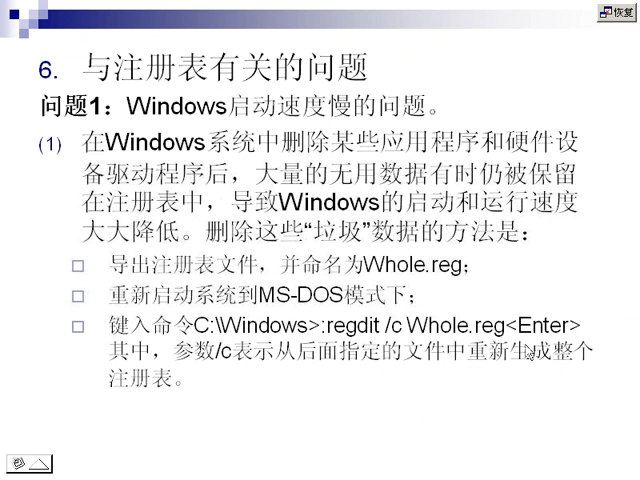 恢复
6. 与注册表有关的问题
问题1：Windows启动速度慢的问题。
(1) 在Windows系统中删除某些应用程序和硬件设
备驱动程序后，大量的无用数据有时仍被保留
在注册表中，导致Windows的启动和运行速度
大大降低。删除这些“垃圾”数据的方法是：
导出注册表文件，并命名为Whole.reg；
重新启动系统到MS-DOS模式下；
键入命令C:\Windows>:regdit /c Whole.reg<Enter>
其中，参数/c表示从后面指定的文件中重新生成整个
注册表。